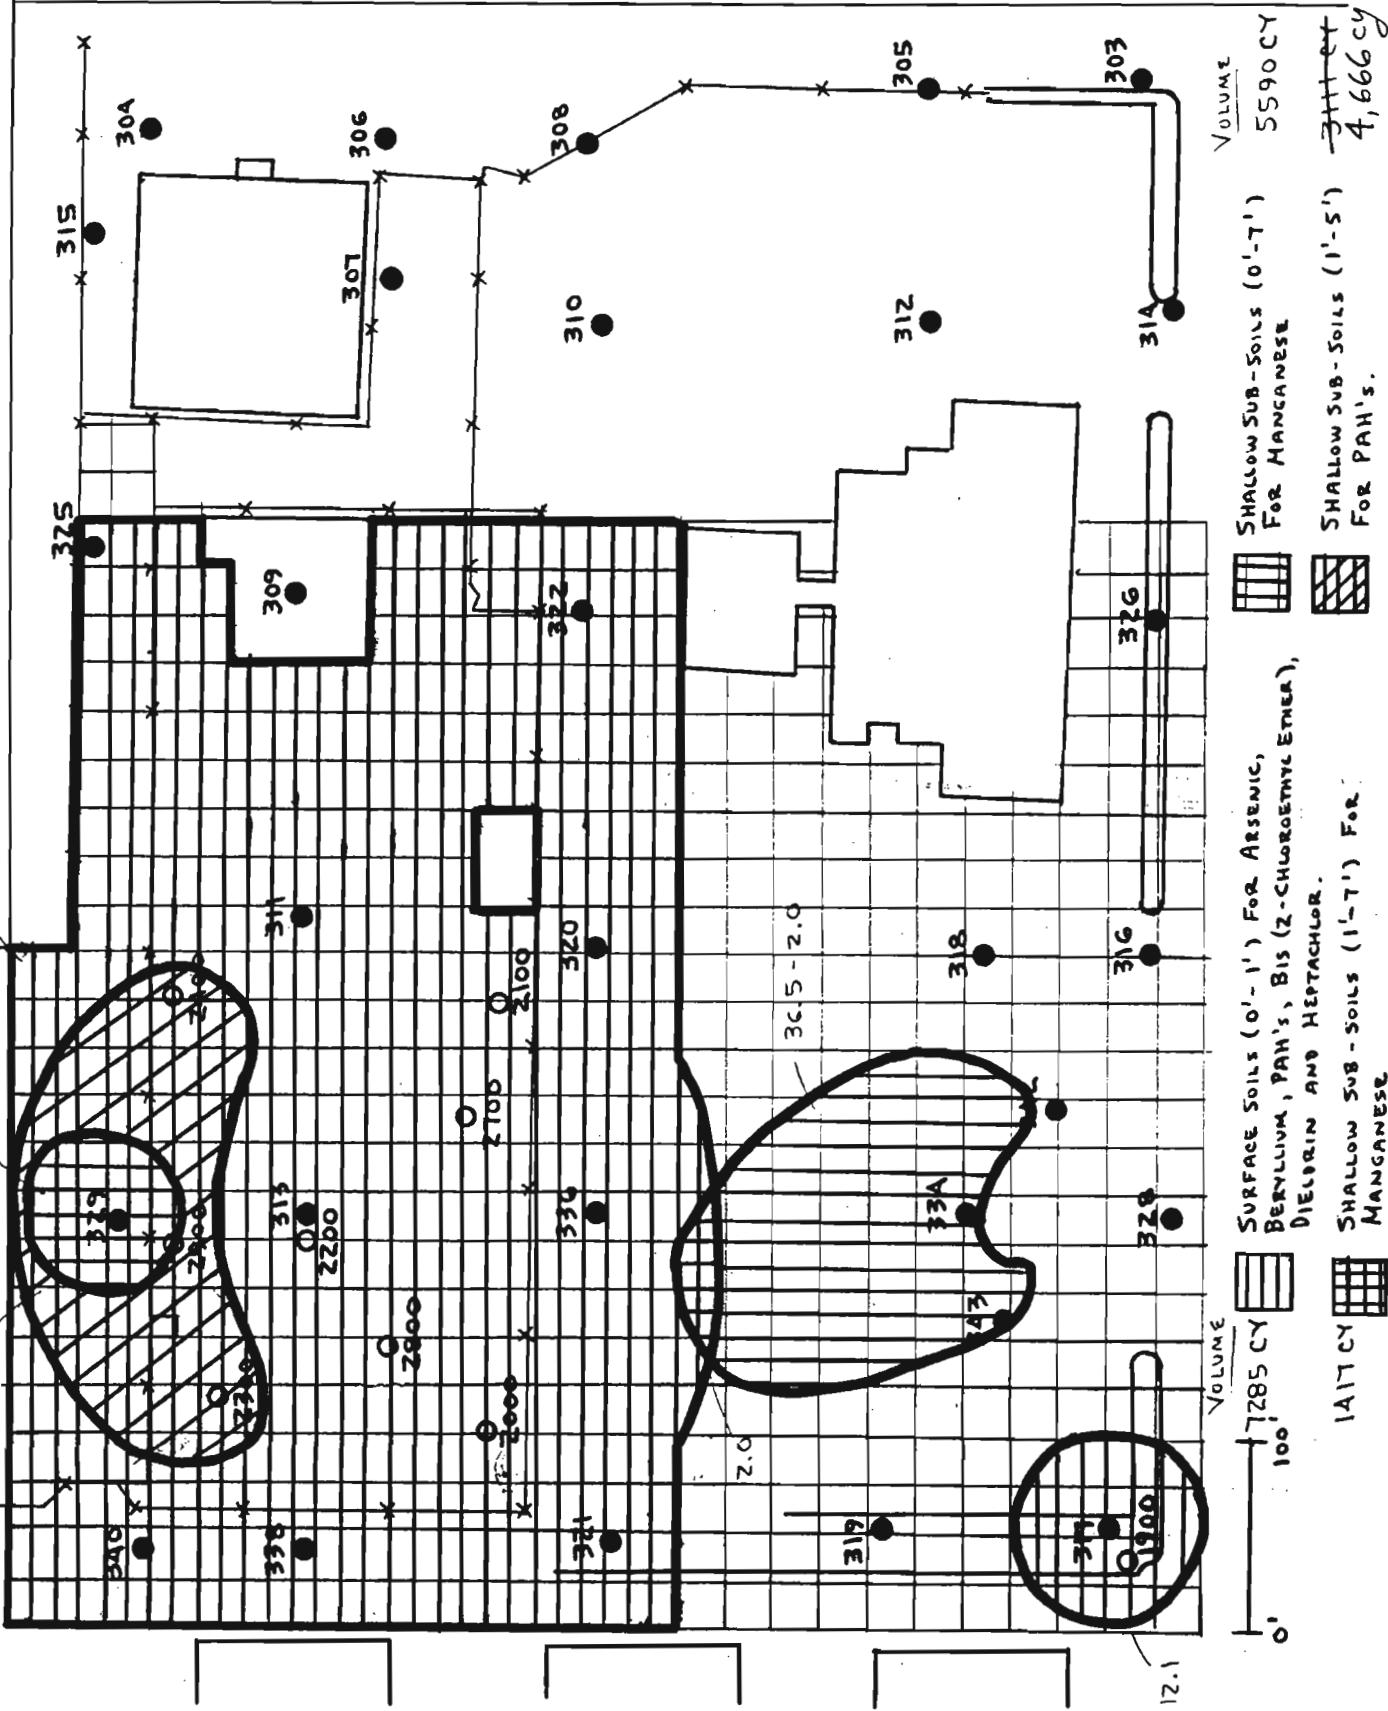 315
304
306
308
305
303
307
310
312
314
325
309
322
326
311
320
2100
318
316
36.5 - 2.0
2700
329
313
2200
336
334
328
343
2800
2000
2.0
340
338
321
319
1900
12.1
VOLUME
SURFACE SOILS (0'-1') FOR ARSENIC,
BERYLLIUM, PAH's, BIS (2-CHLOROETHYL ETHER),
DIELDRIN AND HEPTACHLOR.
7285 CY
SHALLOW SUB-SOILS (1'-7') FOR
MANGANESE
1417 CY
VOLUME
SHALLOW SUB-SOILS (0'-7')
FOR MANGANESE
5590 CY
SHALLOW SUB-SOILS (1'-5')
FOR PAH's.
3111 CY
4,666 CY
0'
100'